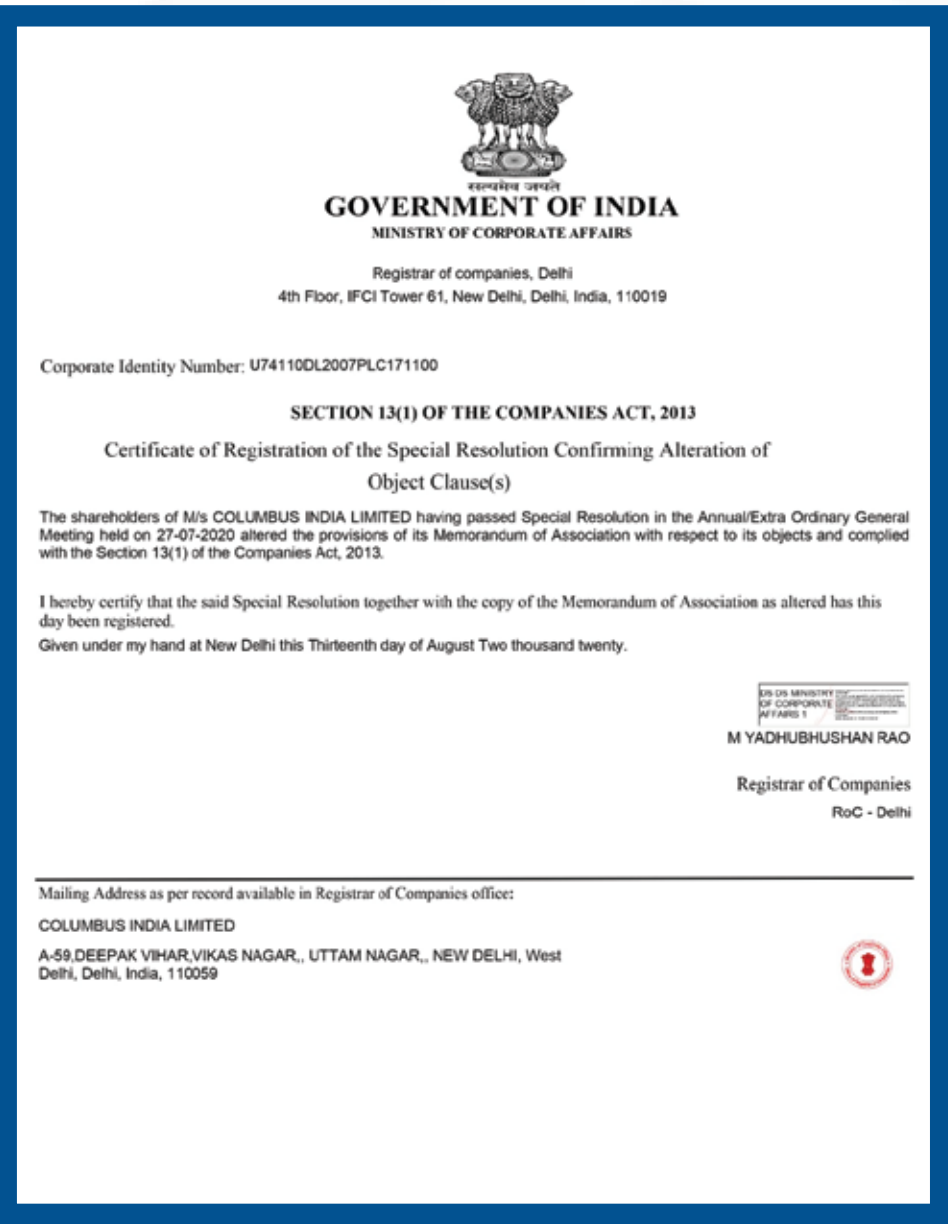 सत्यमेव जयते
GOVERNMENT OF INDIA
MINISTRY OF CORPORATE AFFAIRS
Registrar of companies, Delhi
4th Floor, IFCI Tower 61, New Delhi, Delhi, India, 110019
Corporate Identity Number: U74110DL2007PLC171100
SECTION 13(1) OF THE COMPANIES ACT, 2013
Certificate of Registration of the Special Resolution Confirming Alteration of
Object Clause(s)
The shareholders of M/s COLUMBUS INDIA LIMITED having passed Special Resolution in the Annual/Extra Ordinary General
Meeting held on 27-07-2020 altered the provisions of its Memorandum of Association with respect to its objects and complied
with the Section 13(1) of the Companies Act, 2013.
I hereby certify that the said Special Resolution together with the copy of the Memorandum of Association as altered has this
day been registered.
Given under my hand at New Delhi this Thirteenth day of August Two thousand twenty.
DS DS MINISTRY
OF CORPORATE
AFFAIRS 1
M YADHUBHUSHAN RAO
Registrar of Companies
RoC - Delhi
Mailing Address as per record available in Registrar of Companies office:
COLUMBUS INDIA LIMITED
A-59,DEEPAK VIHAR,VIKAS NAGAR,, UTTAM NAGAR,, NEW DELHI, West
Delhi, Delhi, India, 110059